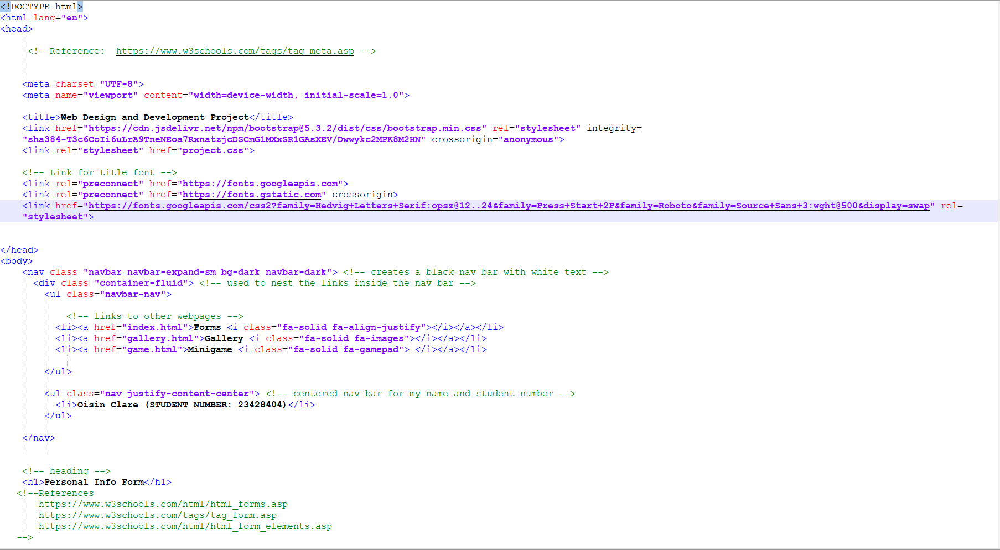 <!DOCTYPE html>
<html lang="en">
<head>
<!--Reference:  https://www.w3schools.com/tags/tag_meta.asp -->
<meta charset="UTF-8">
<meta name="viewport" content="width=device-width, initial-scale=1.0">
<title>Web Design and Development Project</title>
<link href="https://cdn.jsdelivr.net/npm/bootstrap@5.3.2/dist/css/bootstrap.min.css" rel="stylesheet" integrity=
"sha384-T3c6CoIi6uLrA9TneNEoa7RxnatzjcDSCmG1MXxSR1GAsXEV/Dwwykc2MPK8M2HN" crossorigin="anonymous">
<link rel="stylesheet" href="project.css">
<!-- Link for title font -->
<link rel="preconnect" href="https://fonts.googleapis.com">
<link rel="preconnect" href="https://fonts.gstatic.com" crossorigin>
<link href="https://fonts.googleapis.com/css2?family=Hedvig+Letters+Serif:opsz@12..24&family=Press+Start+2P&family=Roboto&family=Source+Sans+3:wght@500&display=swap" rel=
"stylesheet">
</head>
<body>
<nav class="navbar navbar-expand-sm bg-dark navbar-dark"> <!-- creates a black nav bar with white text -->
<div class="container-fluid"> <!-- used to nest the links inside the nav bar -->
<ul class="navbar-nav">
<!-- links to other webpages -->
<li><a href="index.html">Forms <i class="fa-solid fa-align-justify"></i></a></li>
<li><a href="gallery.html">Gallery <i class="fa-solid fa-images"></i></a></li>
<li><a href="game.html">Minigame <i class="fa-solid fa-gamepad"> </i></a></li>
</ul>
<ul class="nav justify-content-center"> <!-- centered nav bar for my name and student number -->
<li>Oisin Clare (STUDENT NUMBER: 23428404)</li>
</ul>
</nav>
<!-- heading -->
<h1>Personal Info Form</h1>
<!--References
https://www.w3schools.com/html/html_forms.asp
https://www.w3schools.com/tags/tag_form.asp
https://www.w3schools.com/html/html_form_elements.asp
-->